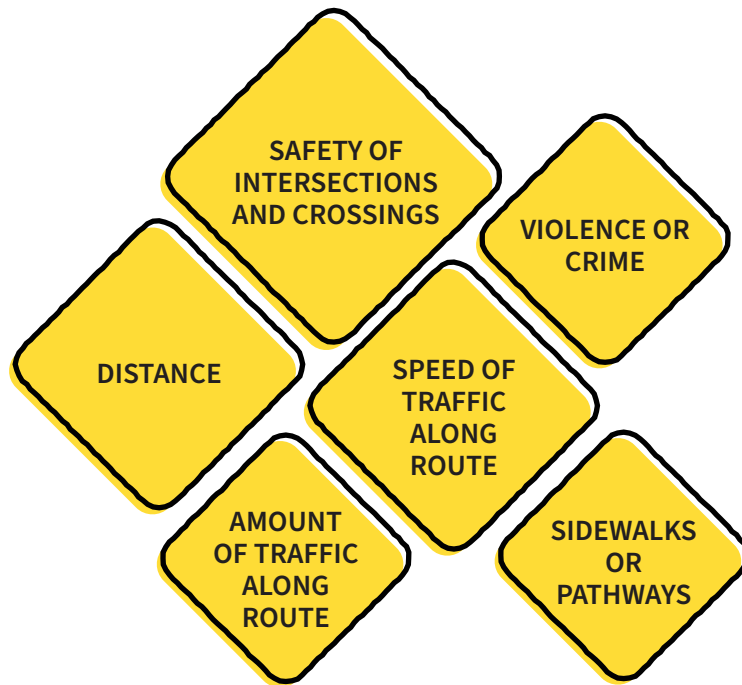 SAFETY OF
INTERSECTIONS
AND CROSSINGS
VIOLENCE OR
CRIME
DISTANCE
SPEED OF
TRAFFIC
ALONG
ROUTE
AMOUNT
OF TRAFFIC
ALONG
ROUTE
SIDEWALKS
OR
PATHWAYS